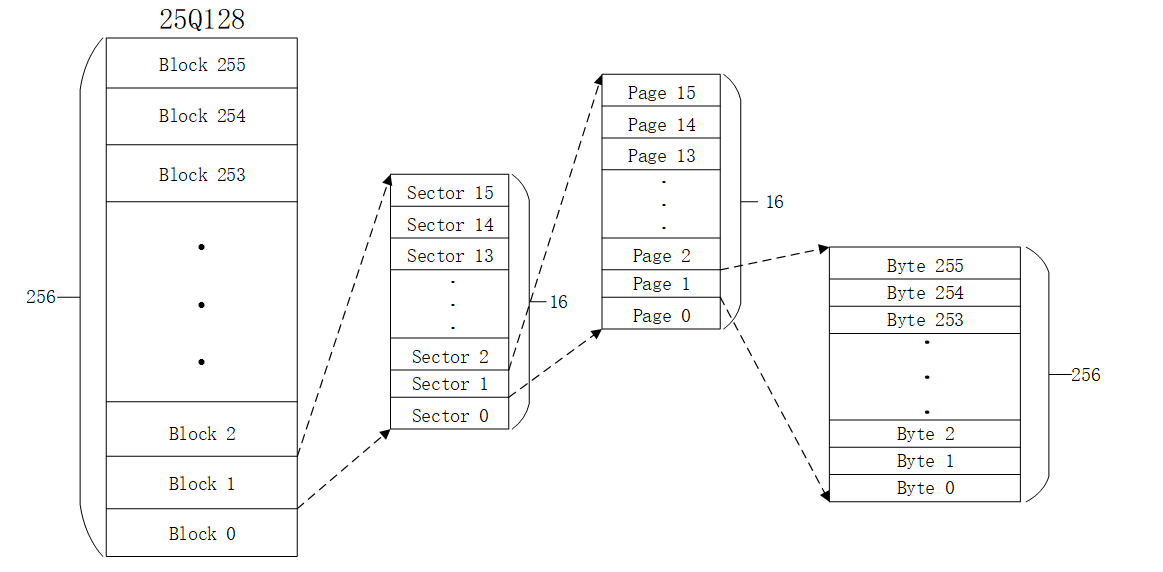 25Q128
Block 255
Block 254
Block 253
Block 2
Block 1
Block 0
256
Sector 15
Sector 14
Sector 13
Sector 2
Sector 1
Sector 0
16
Page 15
Page 14
Page 13
Page 2
Page 1
Page 0
16
Byte 255
Byte 254
Byte 253
Byte 2
Byte 1
Byte 0
256